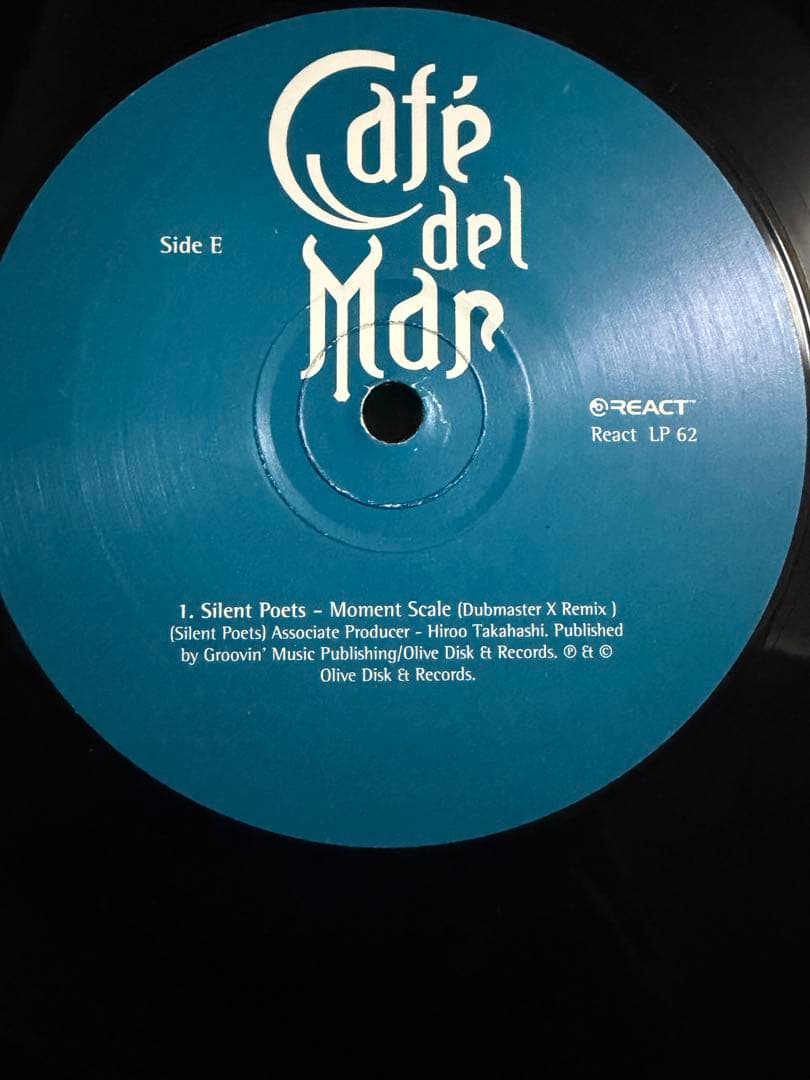 Café
del
Mar
Side E
REACT™
React LP 62
1. Silent Poets – Moment Scale (Dubmaster X Remix )
(Silent Poets) Associate Producer - Hiroo Takahashi. Published
by Groovin' Music Publishing/Olive Disk & Records. ℗ & ©
Olive Disk & Records.